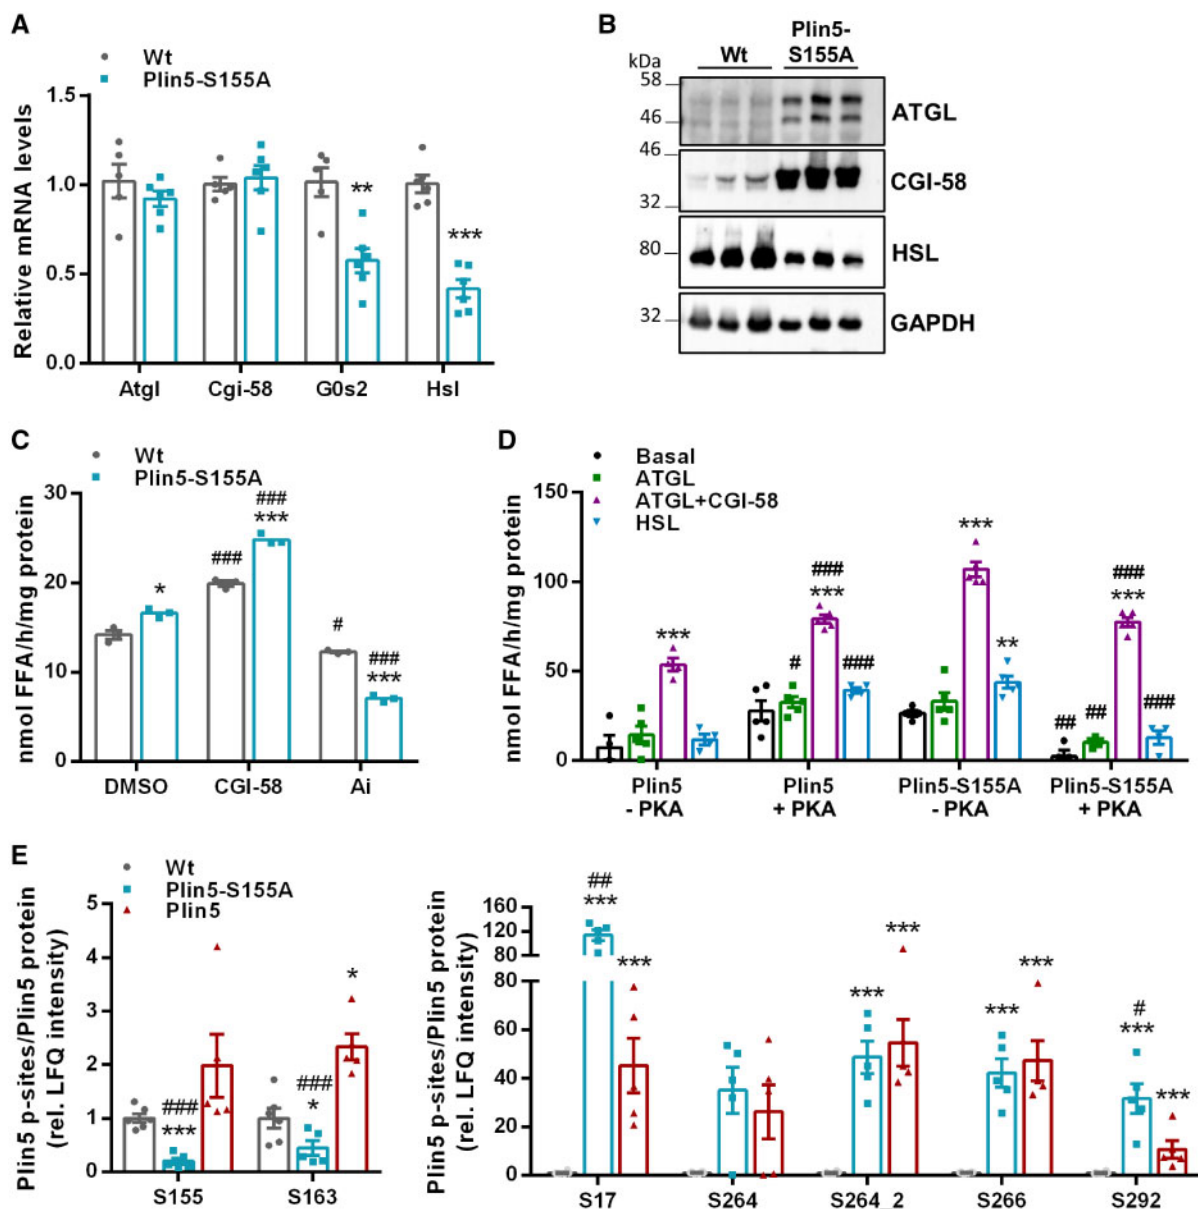 A
Wt
Plin5-S155A
Relative mRNA levels
1.5
1.0
0.5
0.0
Atgl
Cgi-58
G0s2
Hsl
**
***
B
kDa
Wt
Plin5-
S155A
58
46
ATGL
46
32
CGI-58
80
HSL
32
GAPDH
C
Wt
Plin5-S155A
nmol FFA/h/mg protein
30
20
10
0
*
###
###
***
#
###
***
DMSO
CGI-58
Ai
D
Basal
ATGL
ATGL+CGI-58
HSL
nmol FFA/h/mg protein
150
100
50
0
***
#
###
***
###
***
**
##
##
###
***
###
Plin5
- PKA
Plin5
+ PKA
Plin5-S155A
- PKA
Plin5-S155A
+ PKA
E
Wt
Plin5-S155A
Plin5
Plin5 p-sites/Plin5 protein
(rel. LFQ intensity)
5
4
3
2
1
0
###
***
###
*
*
S155
S163
Plin5 p-sites/Plin5 protein
(rel. LFQ intensity)
160
120
80
80
60
40
20
0
##
***
***
***
***
***
***
#
***
***
S17
S264
S264_2
S266
S292